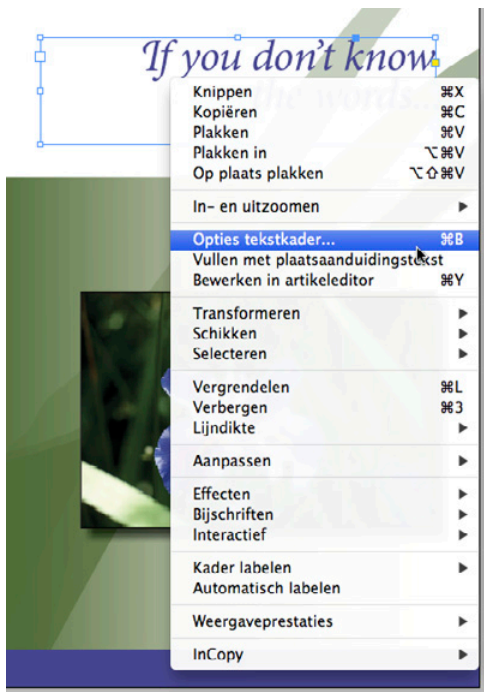 If you don't know
the words...
Knippen ⌘X
Kopiëren ⌘C
Plakken ⌘V
Plakken in ⌥⌘V
Op plaats plakken ⌥⇧⌘V
In- en uitzoomen ▶
Opties tekstkader... ⌘B
Vullen met plaatsaanduidingstekst
Bewerken in artikeleditor ⌘Y
Transformeren ▶
Schikken ▶
Selecteren ▶
Vergrendelen ⌘L
Verbergen ⌘3
Lijndikte ▶
Aanpassen ▶
Effecten ▶
Bijschriften ▶
Interactief ▶
Kader labelen ▶
Automatisch labelen
Weergaveprestaties ▶
InCopy ▶